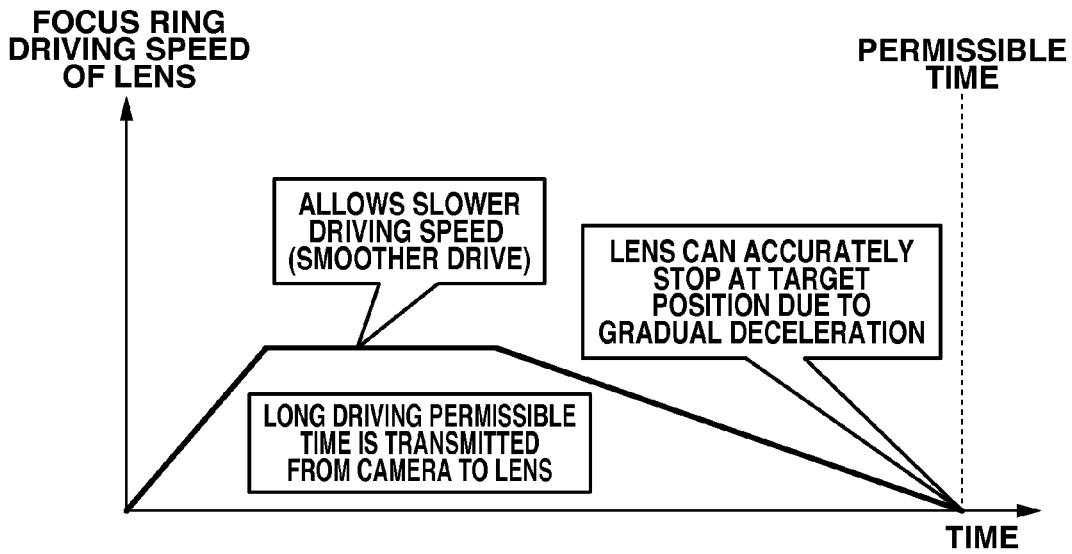 FOCUS RING
DRIVING SPEED
OF LENS
PERMISSIBLE
TIME
ALLOWS SLOWER
DRIVING SPEED
(SMOOTHER DRIVE)
LENS CAN ACCURATELY
STOP AT TARGET
POSITION DUE TO
GRADUAL DECELERATION
LONG DRIVING PERMISSIBLE
TIME IS TRANSMITTED
FROM CAMERA TO LENS
TIME